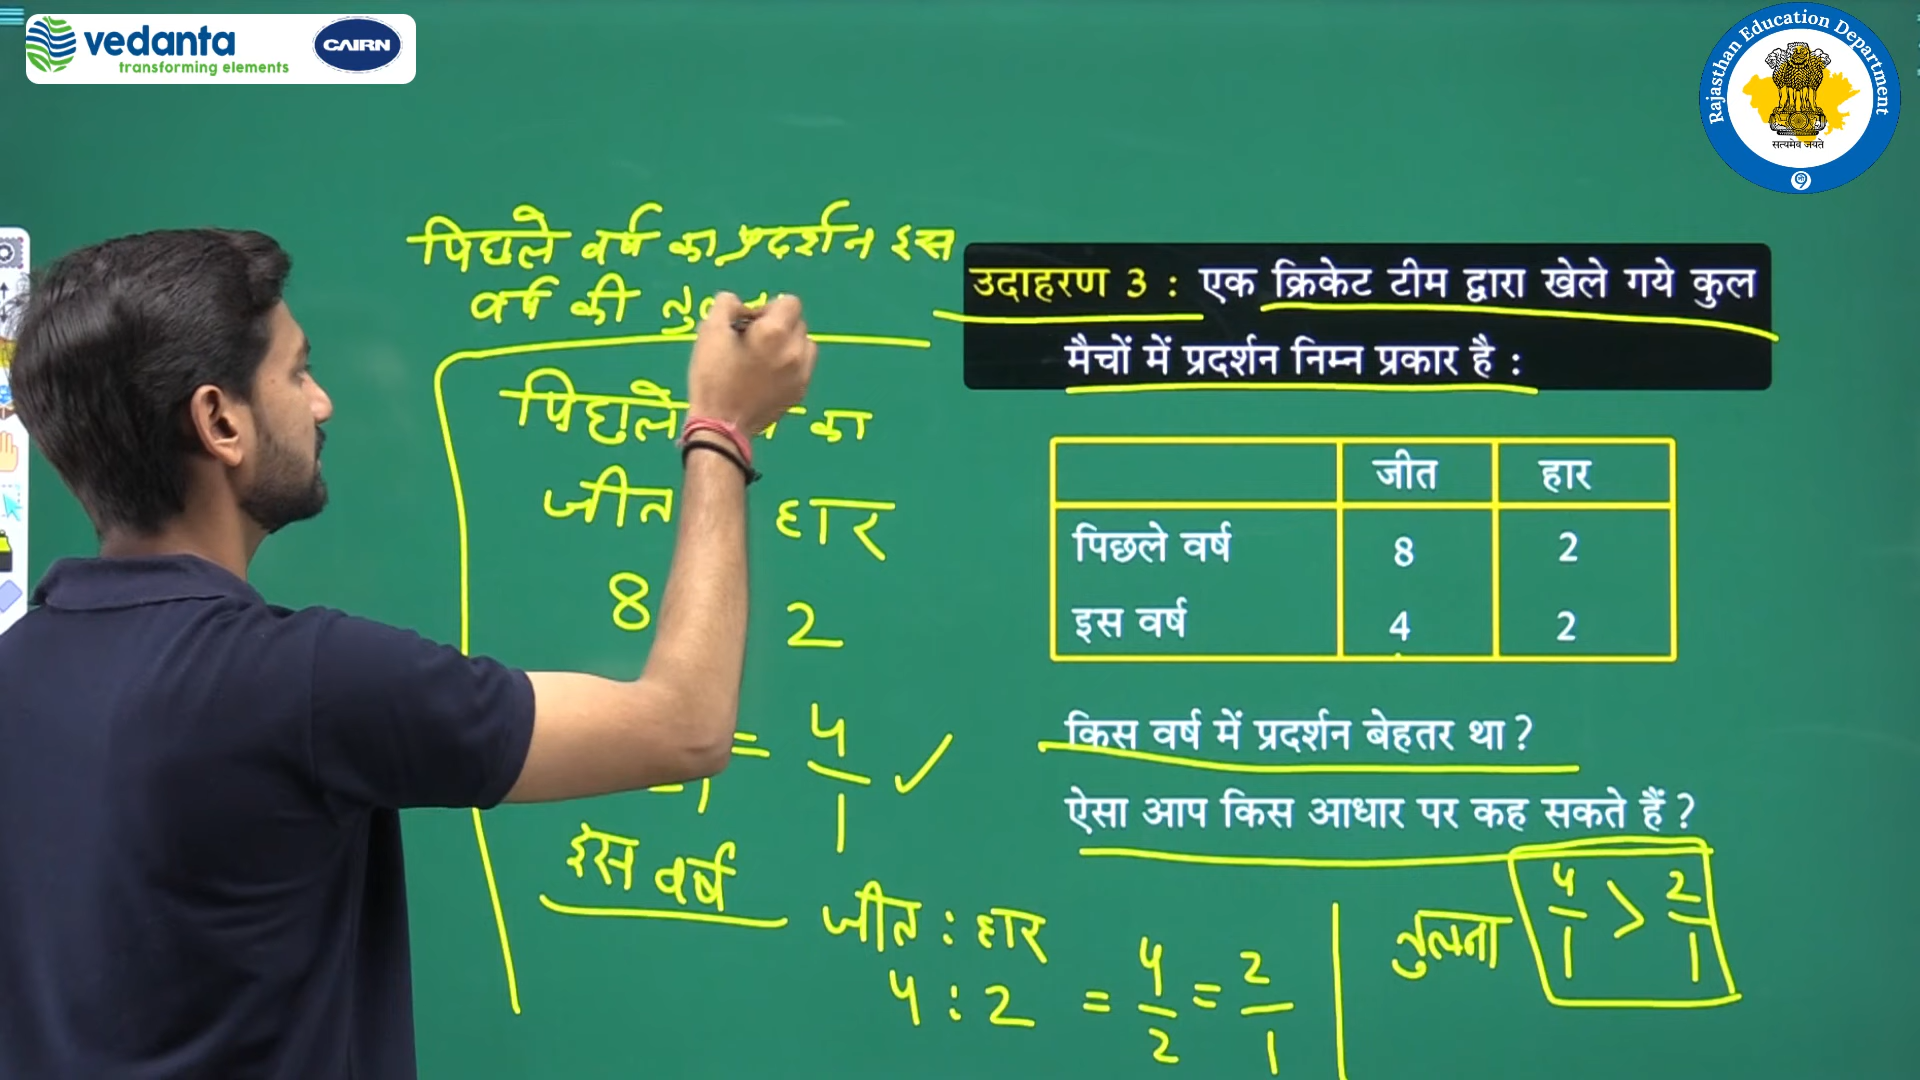 vedanta
transforming elements
CAIRN
Rajasthan Education Department
सत्यमेव जयते
पिछले वर्ष का प्रदर्शन इस
वर्ष की
पिछले का
जीत हार
8 2
= 4/1 ✓
इस वर्ष
जीत : हार
4 : 2 = 4/2 = 2/1
तुलना 4/1 > 2/1
उदाहरण 3 : एक क्रिकेट टीम द्वारा खेले गये कुल
मैचों में प्रदर्शन निम्न प्रकार है :
जीत हार
पिछले वर्ष 8 2
इस वर्ष 4 2
किस वर्ष में प्रदर्शन बेहतर था ?
ऐसा आप किस आधार पर कह सकते हैं ?